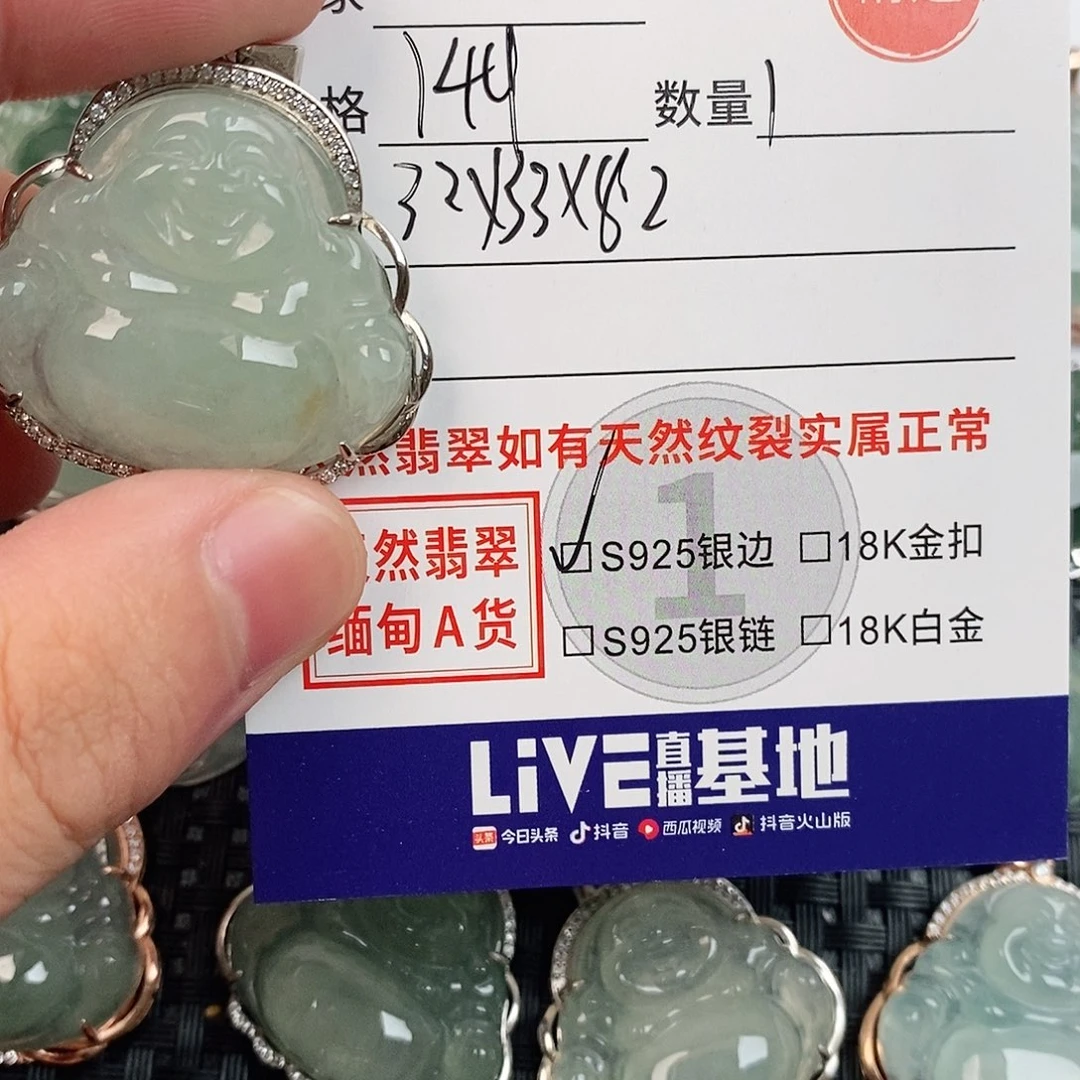 格 144 数量 1
32X33X8.2
然翡翠如有天然纹裂实属正常
然翡翠
缅甸A货
1
S925银边 18K金扣
S925银链 18K白金
LiVE直播基地
头条 今日头条 抖音 西瓜视频 抖音火山版